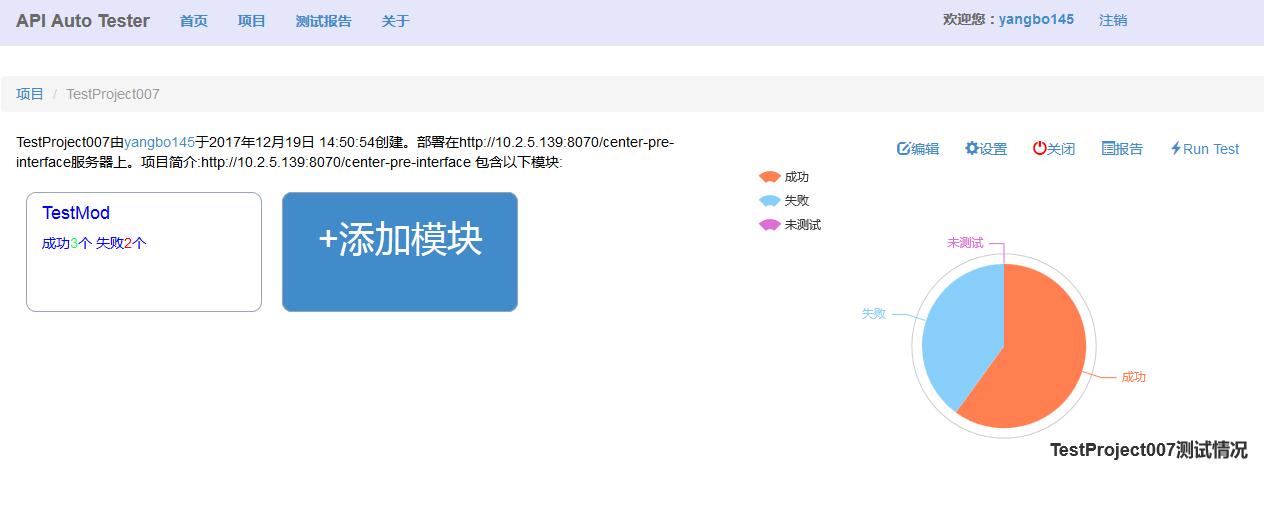 API Auto Tester 首页 项目 测试报告 关于 欢迎您：yangbo145 注销
项目 / TestProject007
TestProject007由yangbo145于2017年12月19日 14:50:54创建。部署在http://10.2.5.139:8070/center-pre-
interface服务器上。项目简介:http://10.2.5.139:8070/center-pre-interface 包含以下模块:
编辑 设置 关闭 报告 Run Test
TestMod
成功3个 失败2个
+添加模块
成功
失败
未测试
未测试
失败
成功
TestProject007测试情况